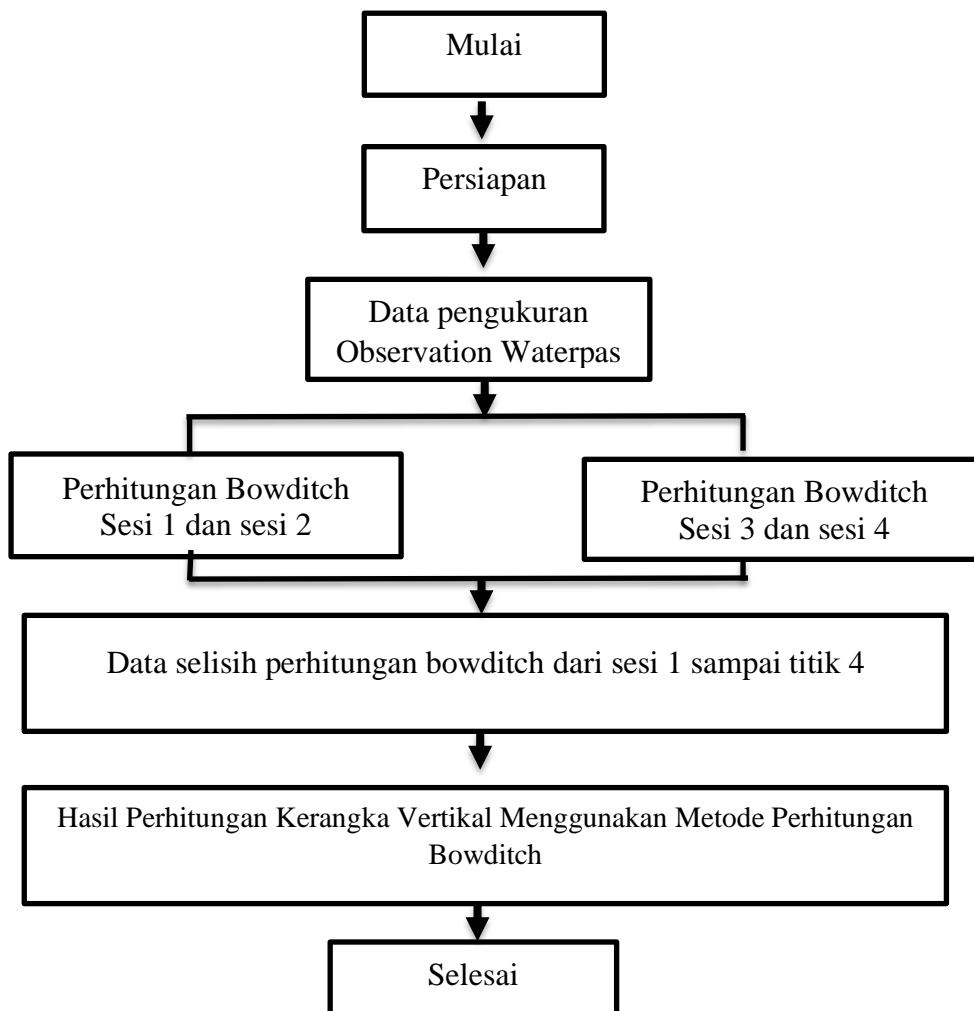 Mulai
Persiapan
Data pengukuran
Observation Waterpas
Perhitungan Bowditch
Sesi 1 dan sesi 2
Perhitungan Bowditch
Sesi 3 dan sesi 4
Data selisih perhitungan bowditch dari sesi 1 sampai titik 4
Hasil Perhitungan Kerangka Vertikal Menggunakan Metode Perhitungan
Bowditch
Selesai